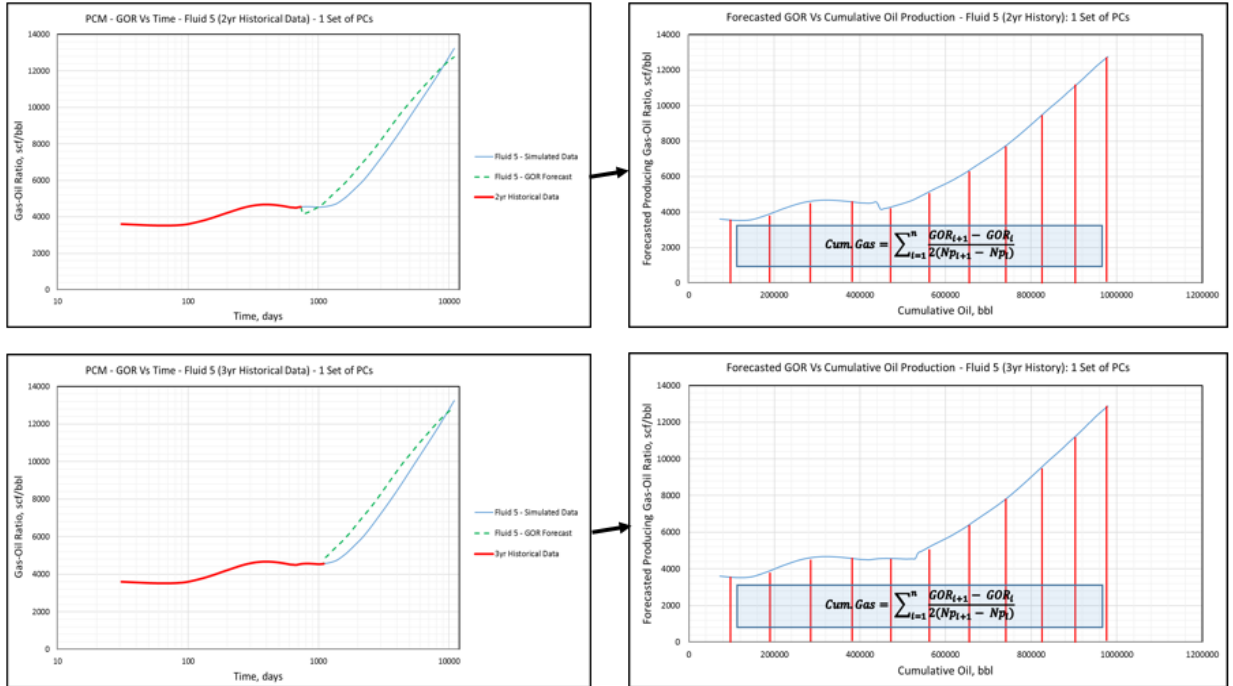 PCM - GOR Vs Time - Fluid 5 (2yr Historical Data) - 1 Set of PCs
Gas-Oil Ratio, scf/bbl
14000
12000
10000
8000
6000
4000
2000
0
10
100
1000
10000
Time, days
Fluid 5 - Simulated Data
Fluid 5 - GOR Forecast
2yr Historical Data
Forecasted GOR Vs Cumulative Oil Production - Fluid 5 (2yr History): 1 Set of PCs
Forecasted Producing Gas-Oil Ratio, scf/bbl
14000
12000
10000
8000
6000
4000
2000
0
Cum. Gas = ∑ⁿᵢ₌₁ (GORᵢ₊₁ − GORᵢ) / 2(Npᵢ₊₁ − Npᵢ)
0
200000
400000
600000
800000
1000000
1200000
Cumulative Oil, bbl
PCM - GOR Vs Time - Fluid 5 (3yr Historical Data) - 1 Set of PCs
Gas-Oil Ratio, scf/bbl
14000
12000
10000
8000
6000
4000
2000
0
10
100
1000
10000
Time, days
Fluid 5 - Simulated Data
Fluid 5 - GOR Forecast
3yr Historical Data
Forecasted GOR Vs Cumulative Oil Production - Fluid 5 (3yr History): 1 Set of PCs
Forecasted Producing Gas-Oil Ratio, scf/bbl
14000
12000
10000
8000
6000
4000
2000
0
Cum. Gas = ∑ⁿᵢ₌₁ (GORᵢ₊₁ − GORᵢ) / 2(Npᵢ₊₁ − Npᵢ)
0
200000
400000
600000
800000
1000000
1200000
Cumulative Oil, bbl